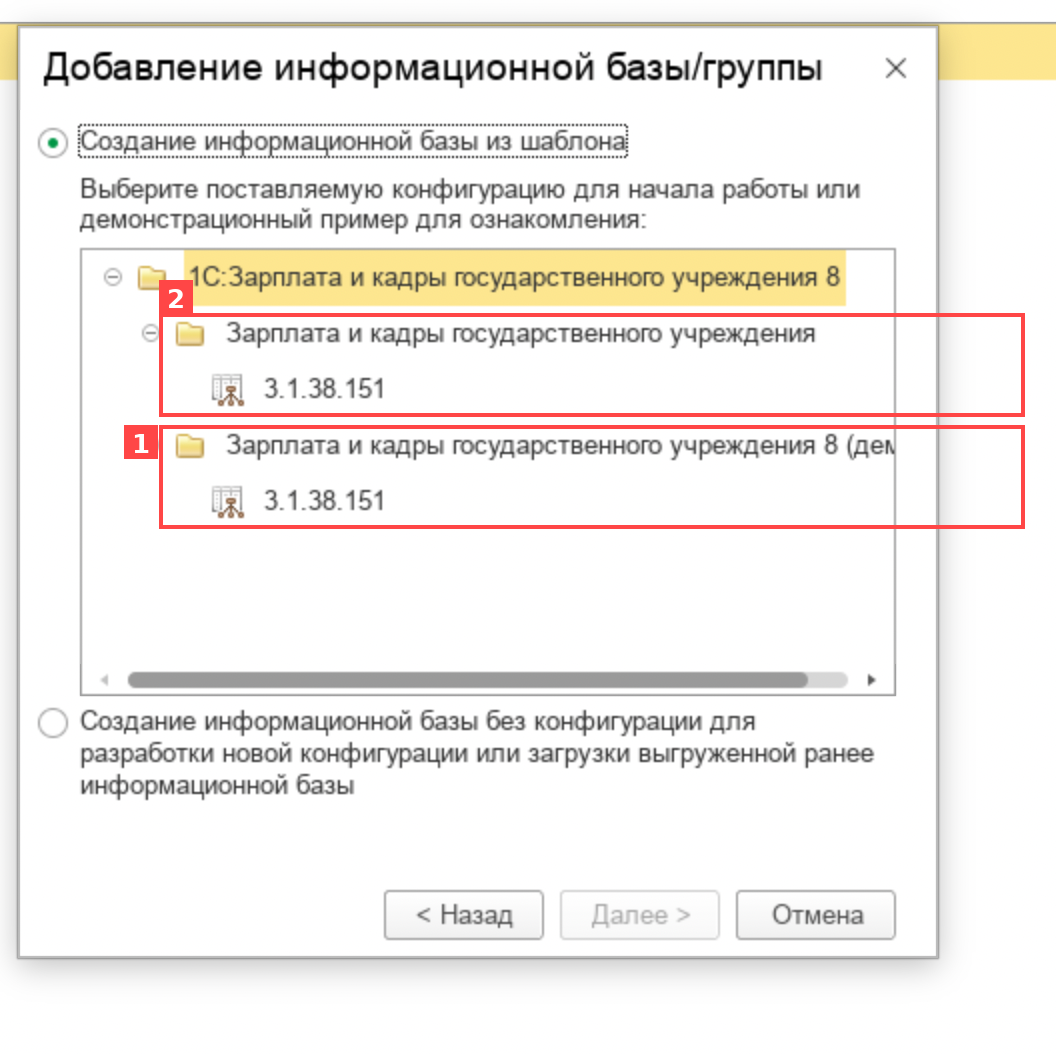 Добавление информационной базы/группы
Создание информационной базы из шаблона
Выберите поставляемую конфигурацию для начала работы или
демонстрационный пример для ознакомления:
1С:Зарплата и кадры государственного учреждения 8
2
Зарплата и кадры государственного учреждения
3.1.38.151
1
Зарплата и кадры государственного учреждения 8 (дем
3.1.38.151
Создание информационной базы без конфигурации для
разработки новой конфигурации или загрузки выгруженной ранее
информационной базы
< Назад
Далее >
Отмена